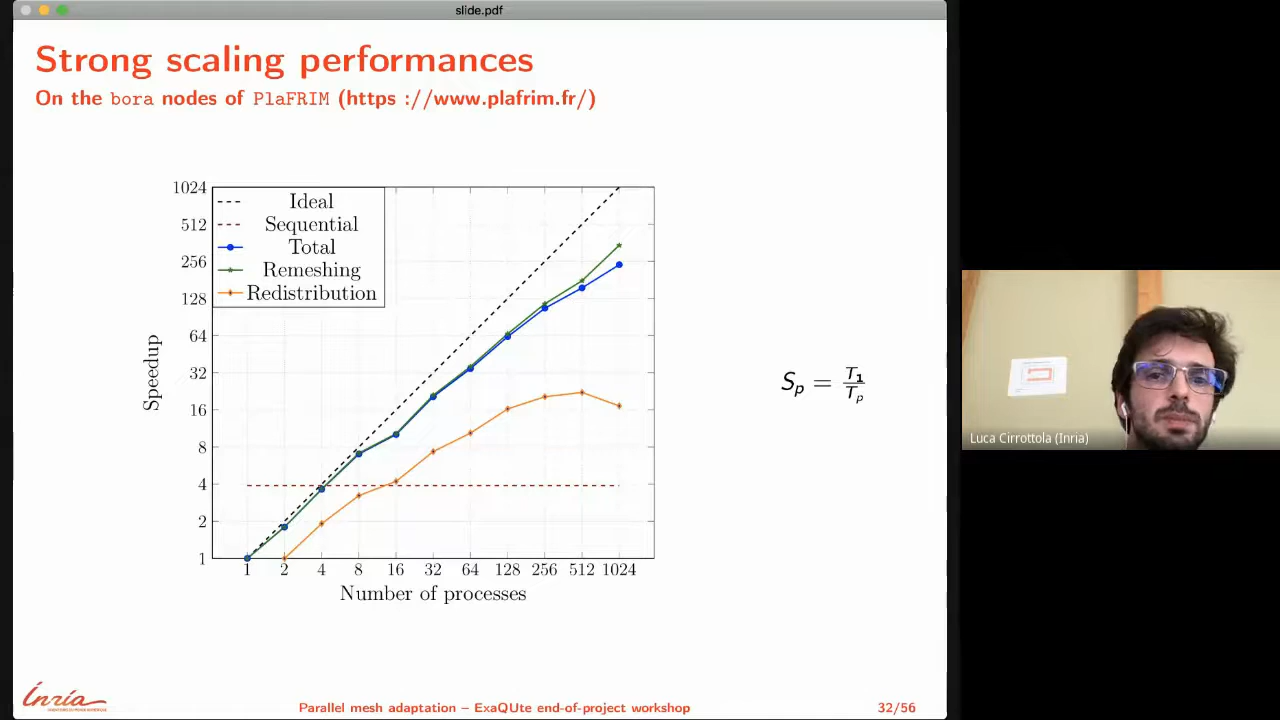 slide.pdf
Strong scaling performances
On the bora nodes of PlaFRIM (https ://www.plafrim.fr/)
1024
512
256
128
64
32
16
8
4
2
1
Ideal
Sequential
Total
Remeshing
Redistribution
Speedup
1 2 4 8 16 32 64 128 256 512 1024
Number of processes
Sp = T1/Tp
Luca Cirrottola (Inria)
Inria
Parallel mesh adaptation – ExaQUte end-of-project workshop
32/56